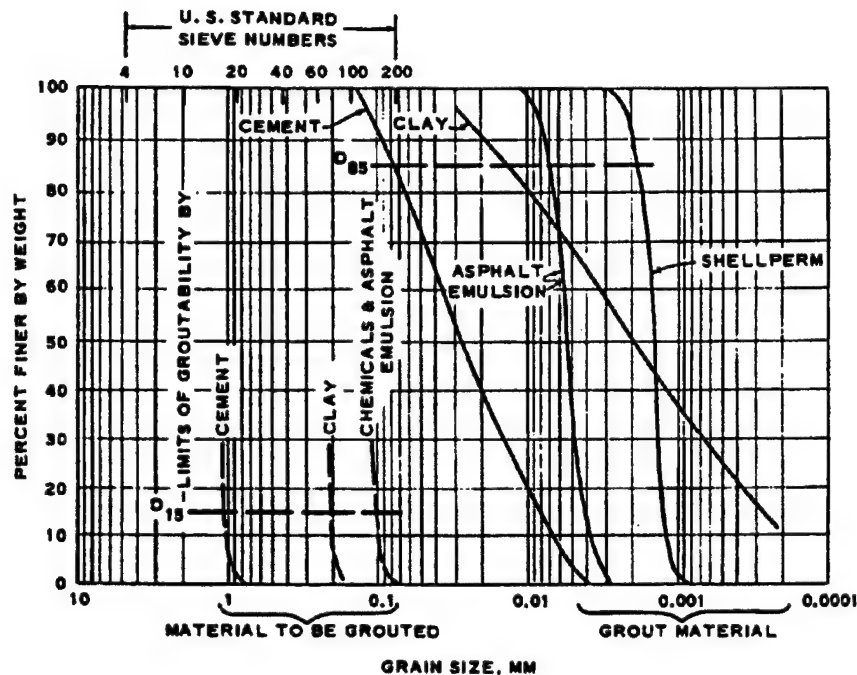 U. S. STANDARD
SIEVE NUMBERS
4 10 20 40 60 100 200
100
90
80
70
60
50
40
30
20
10
0
PERCENT FINER BY WEIGHT
CEMENT
CLAY
D85
LIMITS OF GROUTABILITY BY
CEMENT
CLAY
CHEMICALS & ASPHALT
EMULSION
ASPHALT
EMULSION
SHELLPERM
D15
10 1 0.1 0.01 0.001 0.0001
MATERIAL TO BE GROUTED
GROUT MATERIAL
GRAIN SIZE, MM